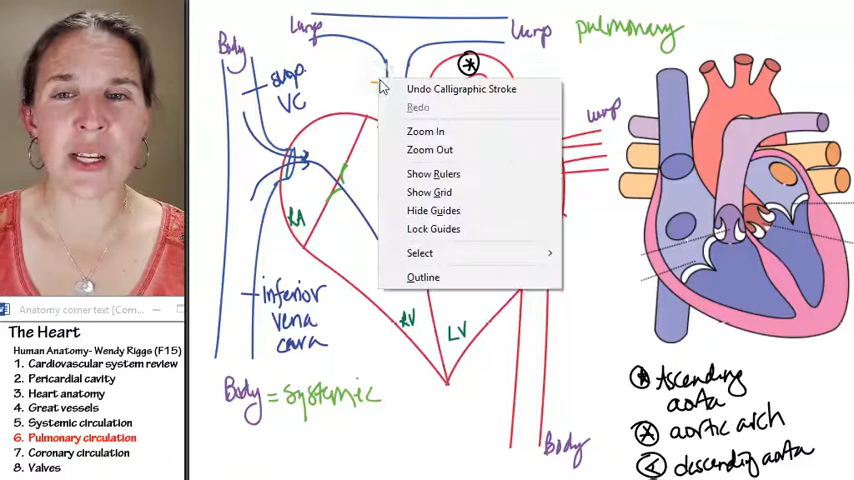 Lung
Lung
pulmonary
Body
sup.
VC
Undo Calligraphic Stroke
Redo
Zoom In
Zoom Out
Show Rulers
Show Grid
Hide Guides
Lock Guides
Select
Outline
lung
RA
inferior
vena
cava
RV
LV
Body = systemic
Body
Ascending
aorta
aortic arch
descending aorta
Anatomy corner text [Com...
The Heart
Human Anatomy- Wendy Riggs (F15)
1. Cardiovascular system review
2. Pericardial cavity
3. Heart anatomy
4. Great vessels
5. Systemic circulation
6. Pulmonary circulation
7. Coronary circulation
8. Valves